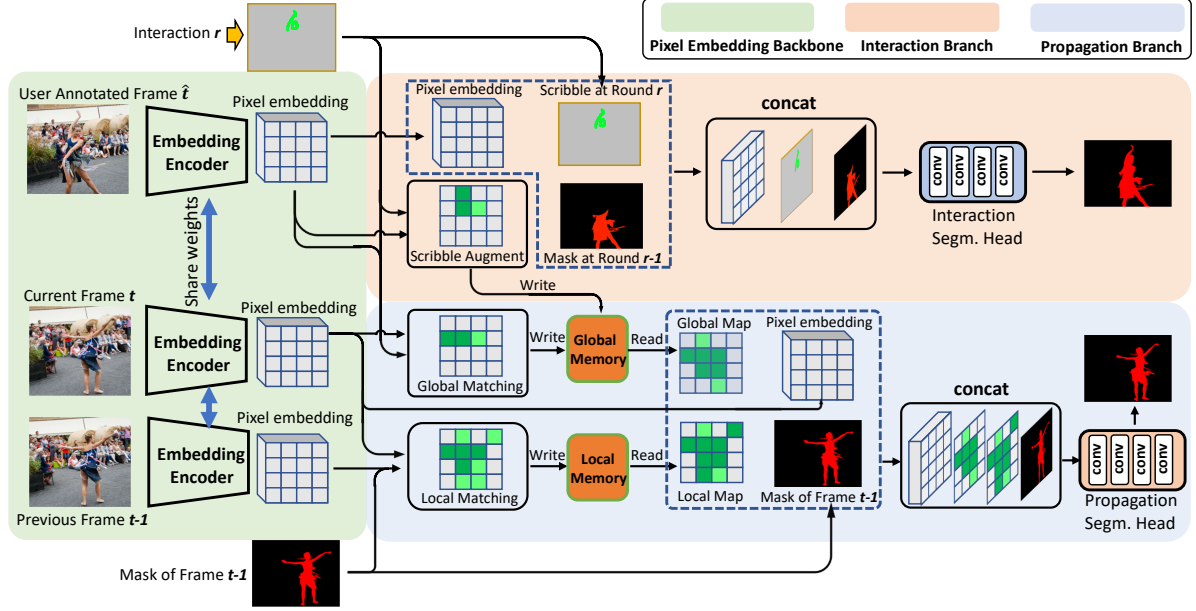 Interaction r
Pixel Embedding Backbone
Interaction Branch
Propagation Branch
User Annotated Frame t̂
Pixel embedding
Embedding
Encoder
Share weights
Current Frame t
Pixel embedding
Embedding
Encoder
Pixel embedding
Embedding
Encoder
Previous Frame t-1
Mask of Frame t-1
Pixel embedding
Scribble at Round r
Mask at Round r-1
Scribble Augment
concat
conv
conv
conv
conv
Interaction
Segm. Head
Write
Global Matching
Write
Global
Memory
Read
Global Map
Pixel embedding
Local Matching
Write
Local
Memory
Read
Local Map
Mask of Frame t-1
concat
conv
conv
conv
conv
Propagation
Segm. Head